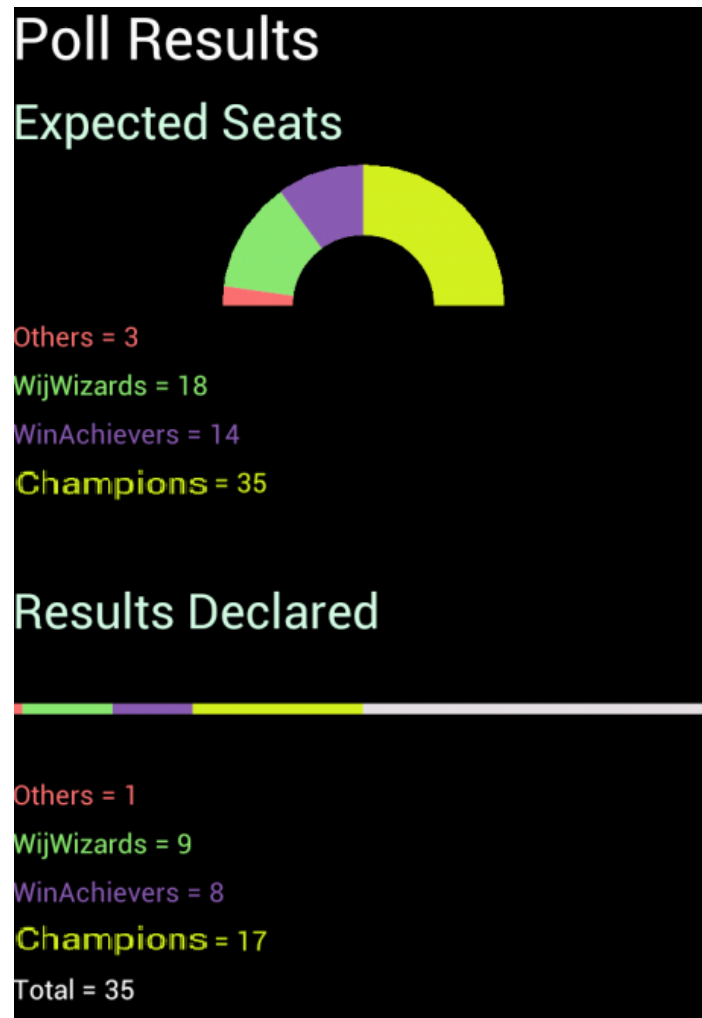 Poll Results
Expected Seats
Others = 3
WijWizards = 18
WinAchievers = 14
Champions = 35
Results Declared
Others = 1
WijWizards = 9
WinAchievers = 8
Champions = 17
Total = 35